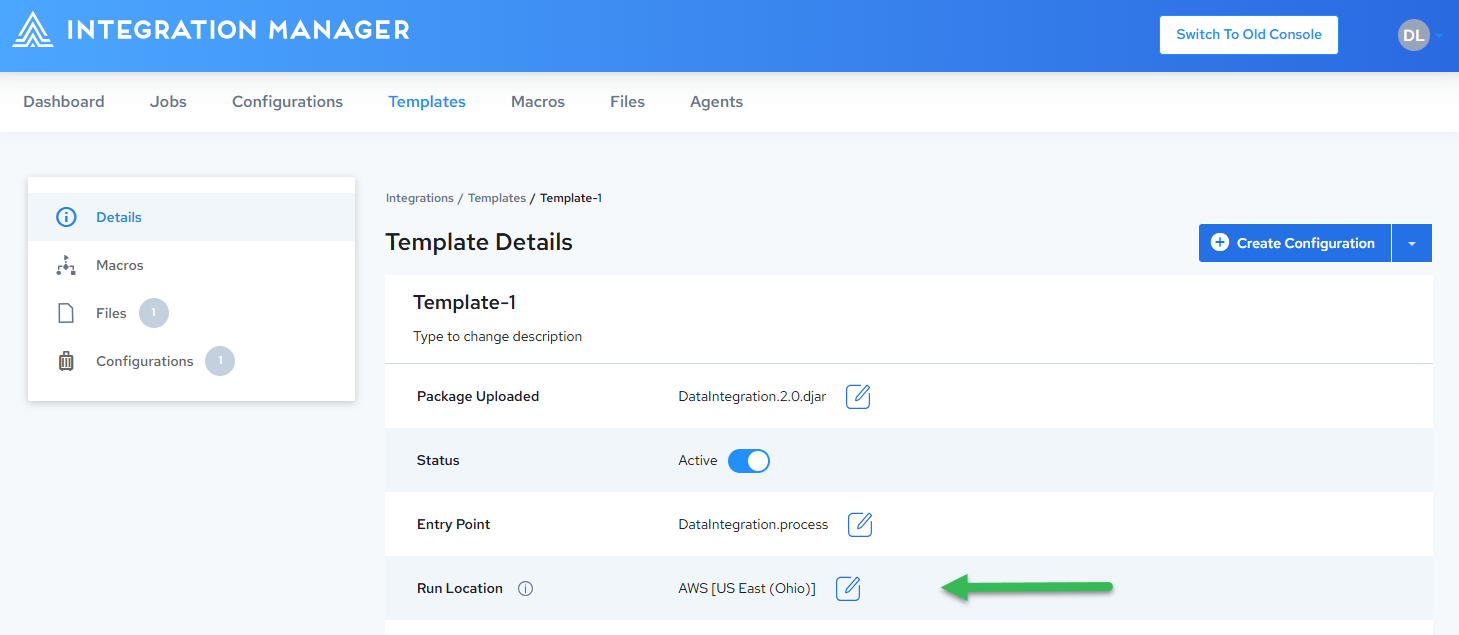 INTEGRATION MANAGER
Switch To Old Console
DL
Dashboard Jobs Configurations Templates Macros Files Agents
Details
Macros
Files 1
Configurations 1
Integrations / Templates / Template-1
Template Details
Create Configuration
Template-1
Type to change description
Package Uploaded DataIntegration.2.0.djar
Status Active
Entry Point DataIntegration.process
Run Location AWS [US East (Ohio)]